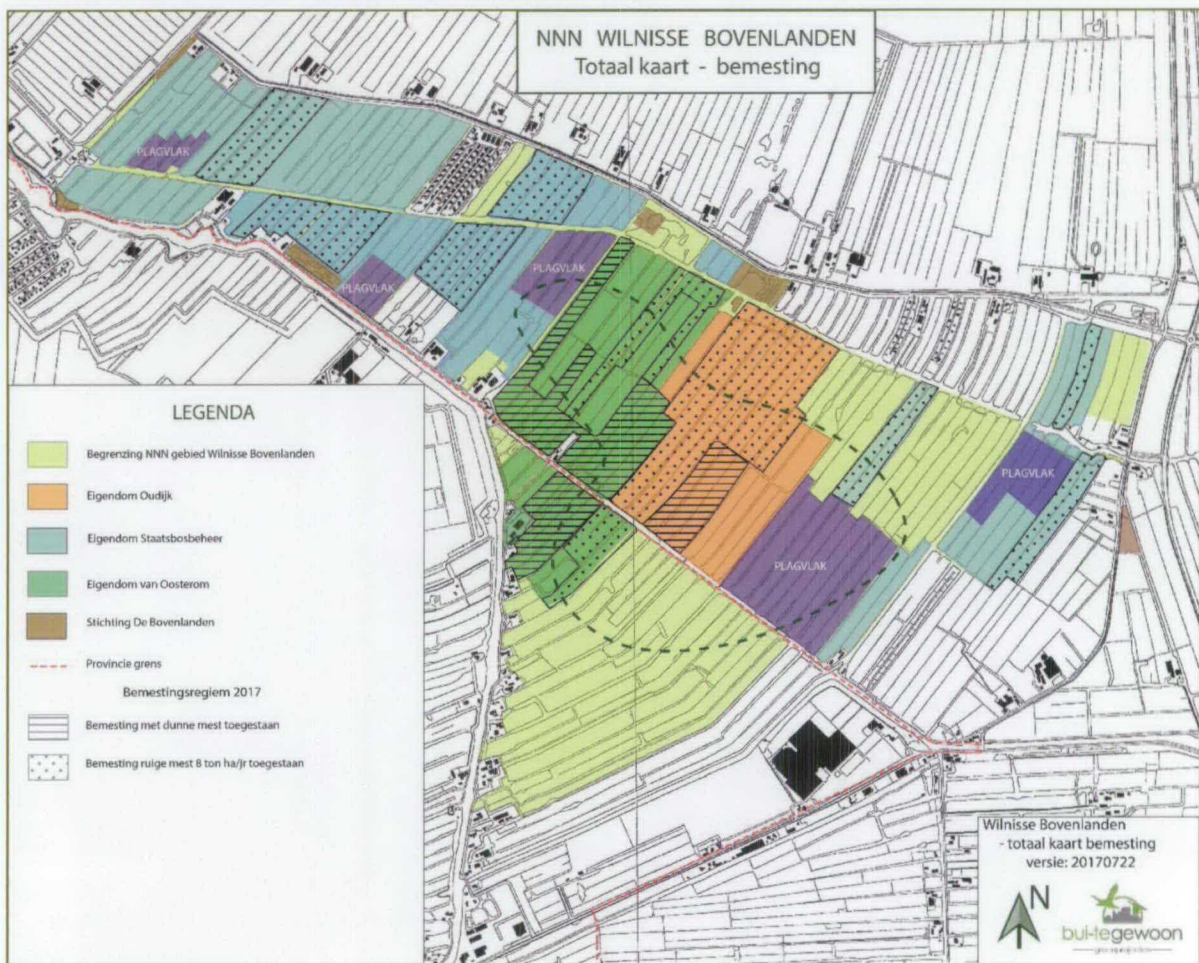 NNN WILNISSE BOVENLANDEN
Totaal kaart - bemesting
PLAGVLAK
PLAGVLAK
PLAGVLAK
PLAGVLAK
PLAGVLAK
LEGENDA
Begrenzing NNN gebied Wilnisse Bovenlanden
Eigendom Oudijk
Eigendom Staatsbosbeheer
Eigendom van Oosterom
Stichting De Bovenlanden
Provincie grens
Bemestingsregiem 2017
Bemesting met dunne mest toegestaan
Bemesting ruige mest 8 ton ha/jr toegestaan
Wilnisse Bovenlanden
- totaal kaart bemesting
versie: 20170722
N
bui-tegewoon